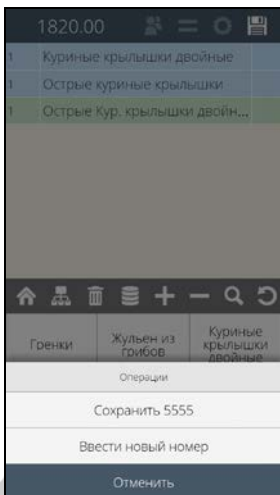 1820.00
1 Куриные крылышки двойные
1 Острые куриные крылышки
1 Острые Кур. крылышки двойн...
Гренки
Жульен из
грибов
Куриные
крылышки
двойные
Операции
Сохранить 5555
Ввести новый номер
Отменить